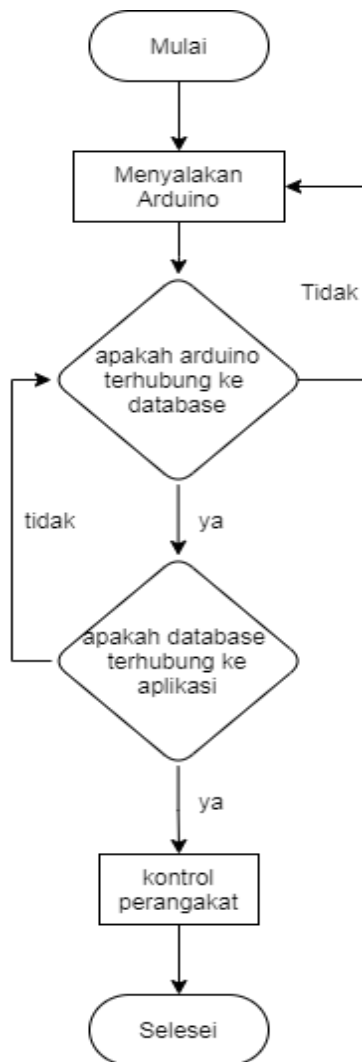 Mulai
Menyalakan
Arduino
Tidak
apakah arduino
terhubung ke
database
tidak
ya
apakah database
terhubung ke
aplikasi
ya
kontrol
perangakat
Selesei